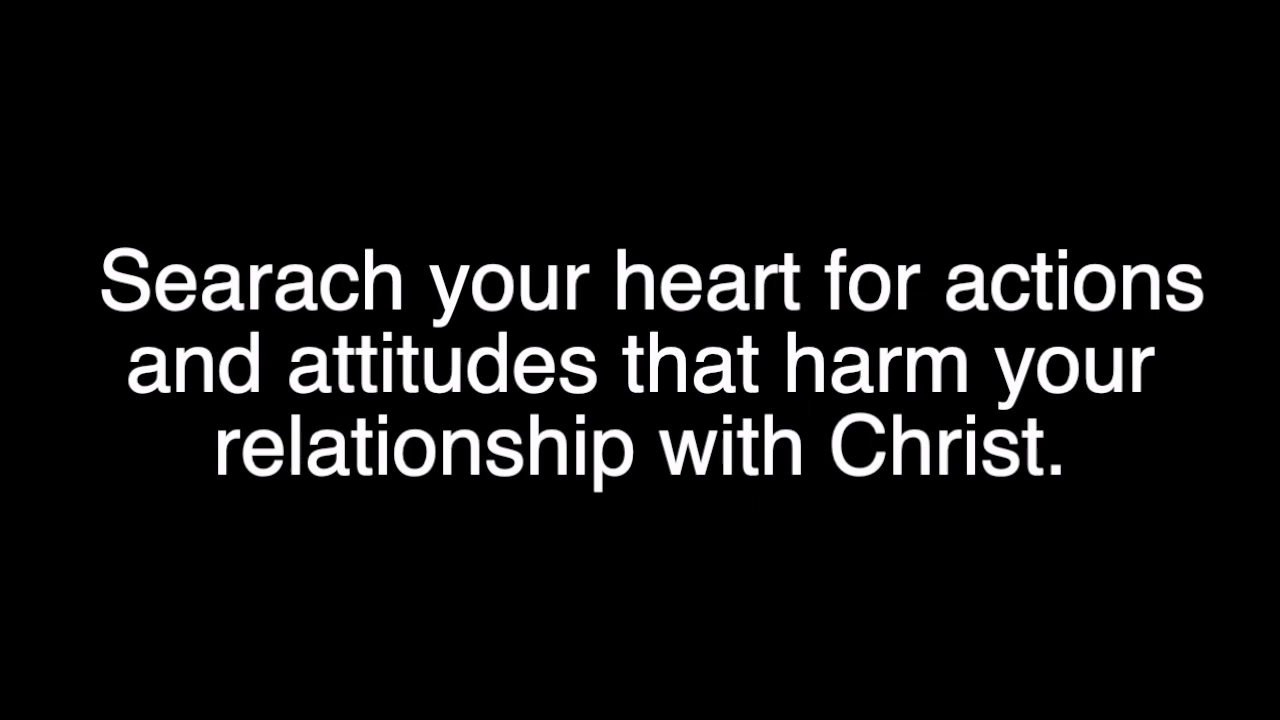 Searach your heart for actions
and attitudes that harm your
relationship with Christ.